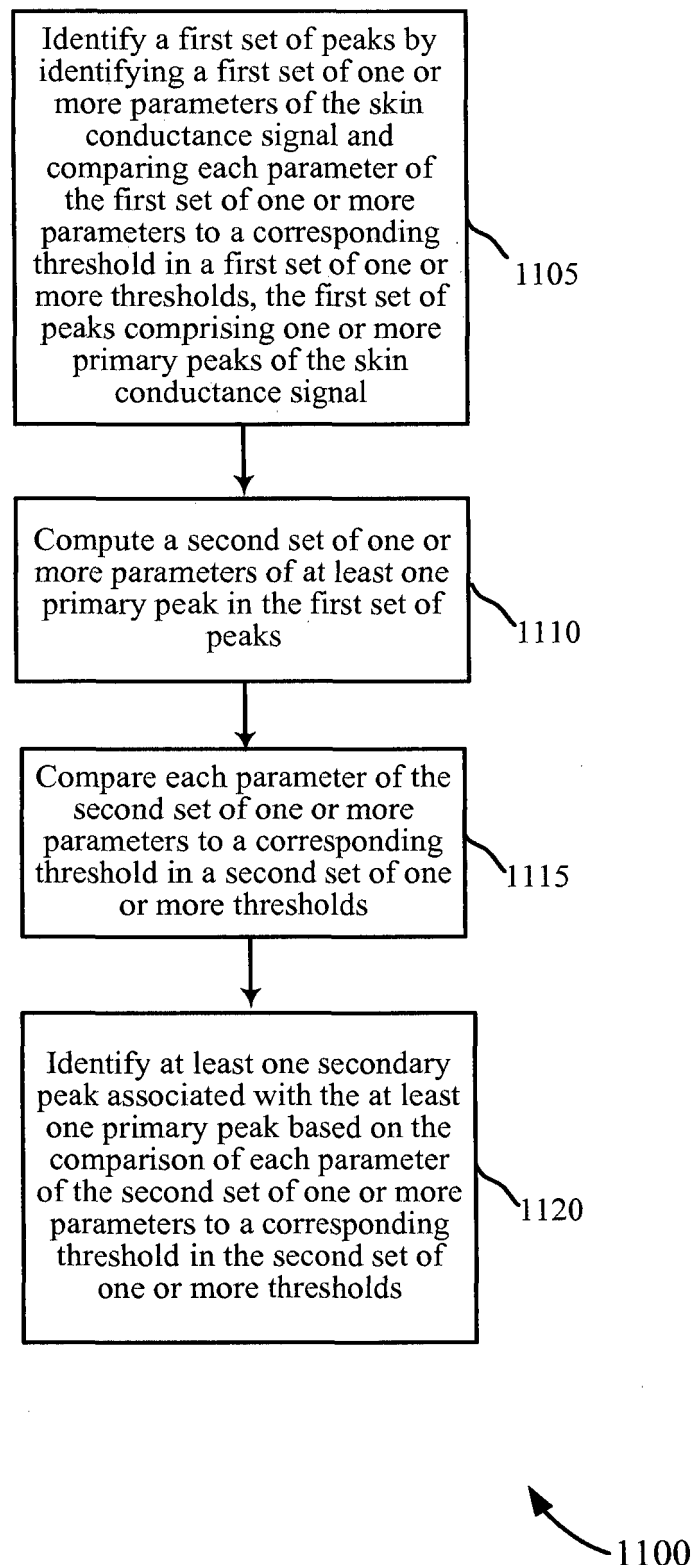 Identify a first set of peaks by
identifying a first set of one or
more parameters of the skin
conductance signal and
comparing each parameter of
the first set of one or more
parameters to a corresponding
threshold in a first set of one or
more thresholds, the first set of
peaks comprising one or more
primary peaks of the skin
conductance signal
1105
Compute a second set of one or
more parameters of at least one
primary peak in the first set of
peaks
1110
Compare each parameter of the
second set of one or more
parameters to a corresponding
threshold in a second set of one
or more thresholds
1115
Identify at least one secondary
peak associated with the at least
one primary peak based on the
comparison of each parameter
of the second set of one or more
parameters to a corresponding
threshold in the second set of
one or more thresholds
1120
1100